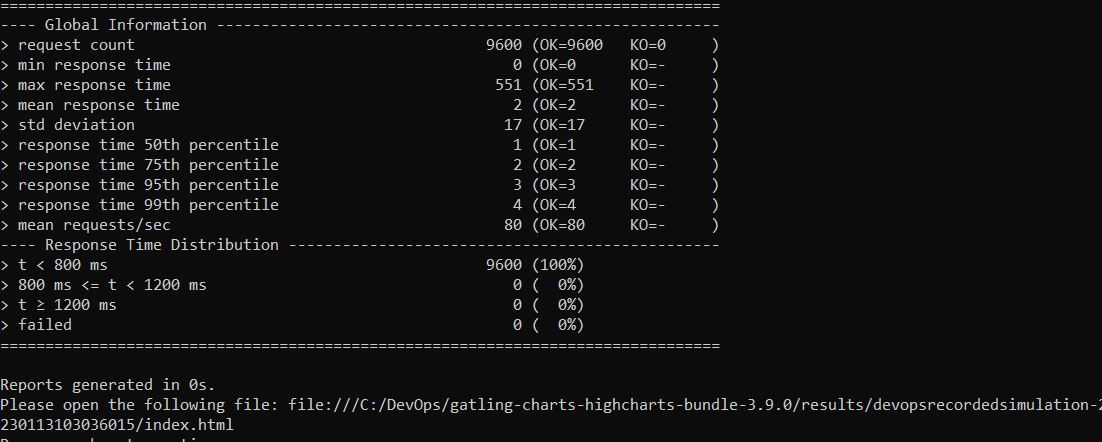 ================================================================================
---- Global Information --------------------------------------------------------
> request count                                       9600 (OK=9600   KO=0     )
> min response time                                      0 (OK=0      KO=-     )
> max response time                                    551 (OK=551    KO=-     )
> mean response time                                     2 (OK=2      KO=-     )
> std deviation                                         17 (OK=17     KO=-     )
> response time 50th percentile                          1 (OK=1      KO=-     )
> response time 75th percentile                          2 (OK=2      KO=-     )
> response time 95th percentile                          3 (OK=3      KO=-     )
> response time 99th percentile                          4 (OK=4      KO=-     )
> mean requests/sec                                     80 (OK=80     KO=-     )
---- Response Time Distribution ------------------------------------------------
> t < 800 ms                                          9600 (100%)
> 800 ms <= t < 1200 ms                                  0 (  0%)
> t ≥ 1200 ms                                            0 (  0%)
> failed                                                 0 (  0%)
================================================================================
Reports generated in 0s.
Please open the following file: file:///C:/DevOps/gatling-charts-highcharts-bundle-3.9.0/results/devopsrecordedsimulation-2
230113103036015/index.html